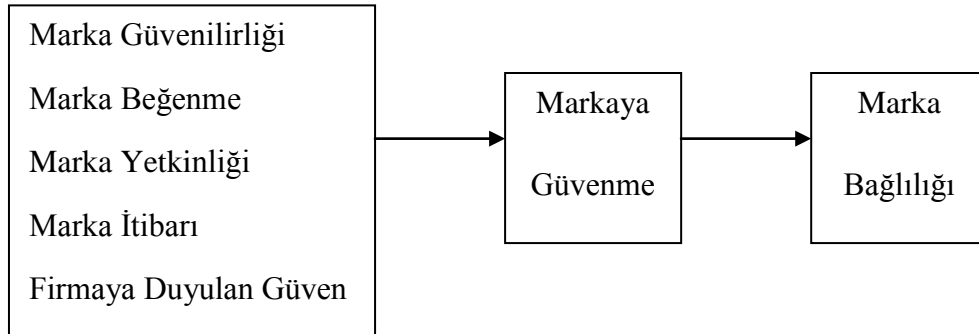 Marka Güvenilirliği
Marka Beğenme
Marka Yetkinliği
Marka İtibarı
Firmaya Duyulan Güven
Markaya
Güvenme
Marka
Bağlılığı